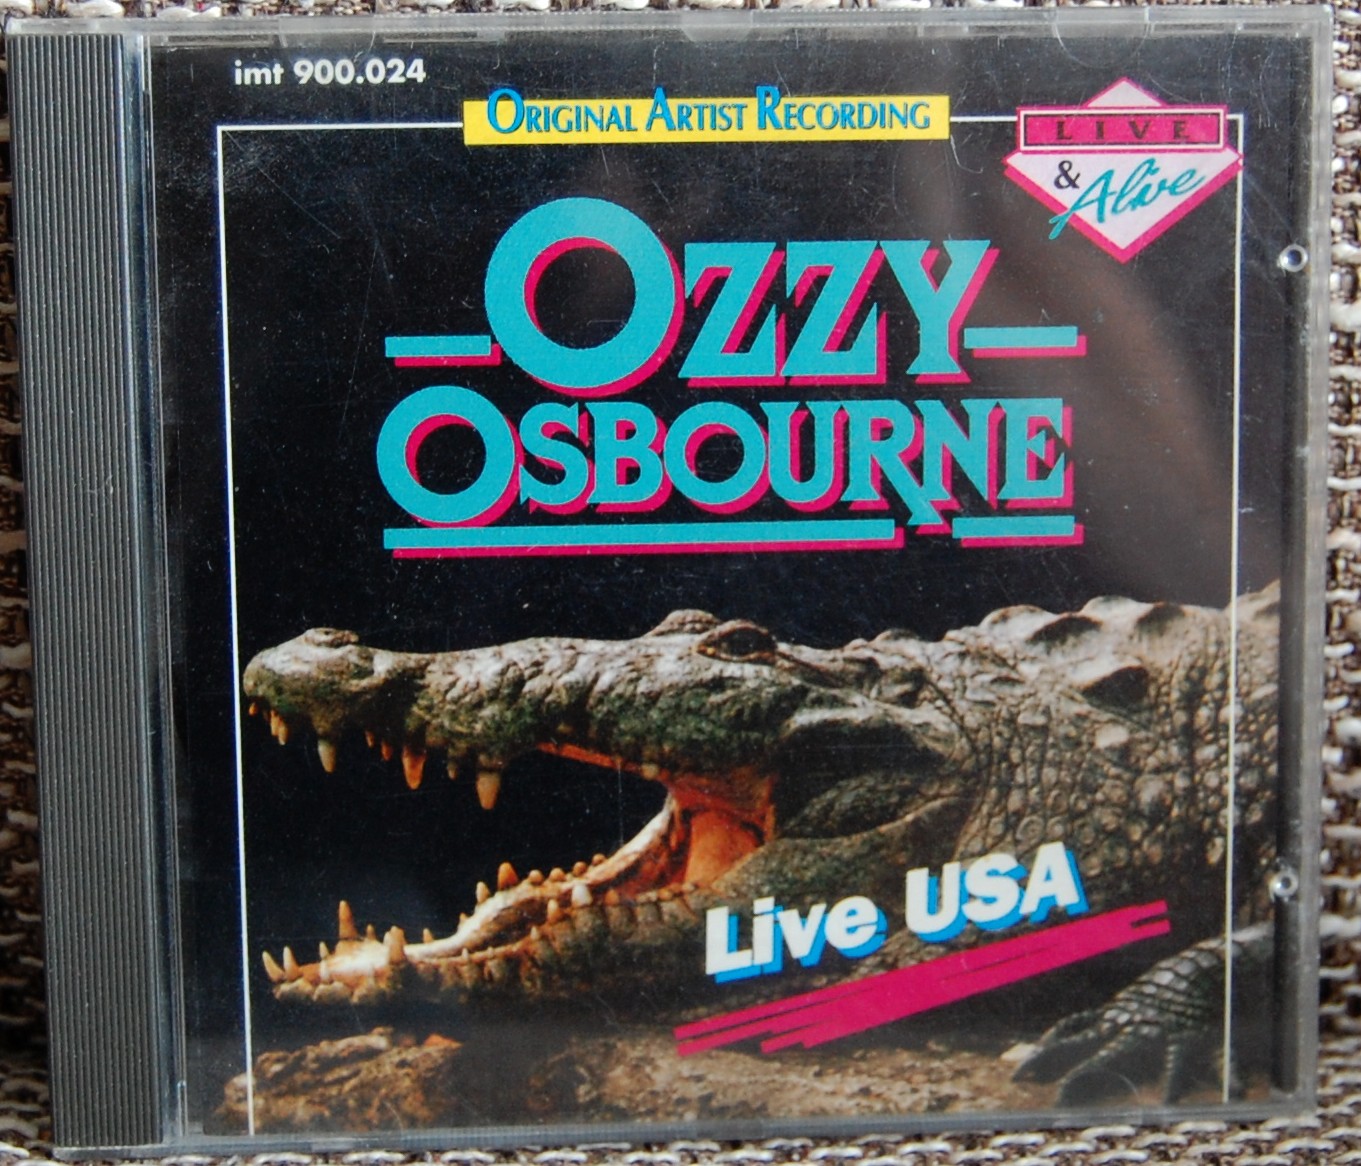 imt 900.024
ORIGINAL ARTIST RECORDING
LIVE
& Alive
OZZY
OSBOURNE
Live USA